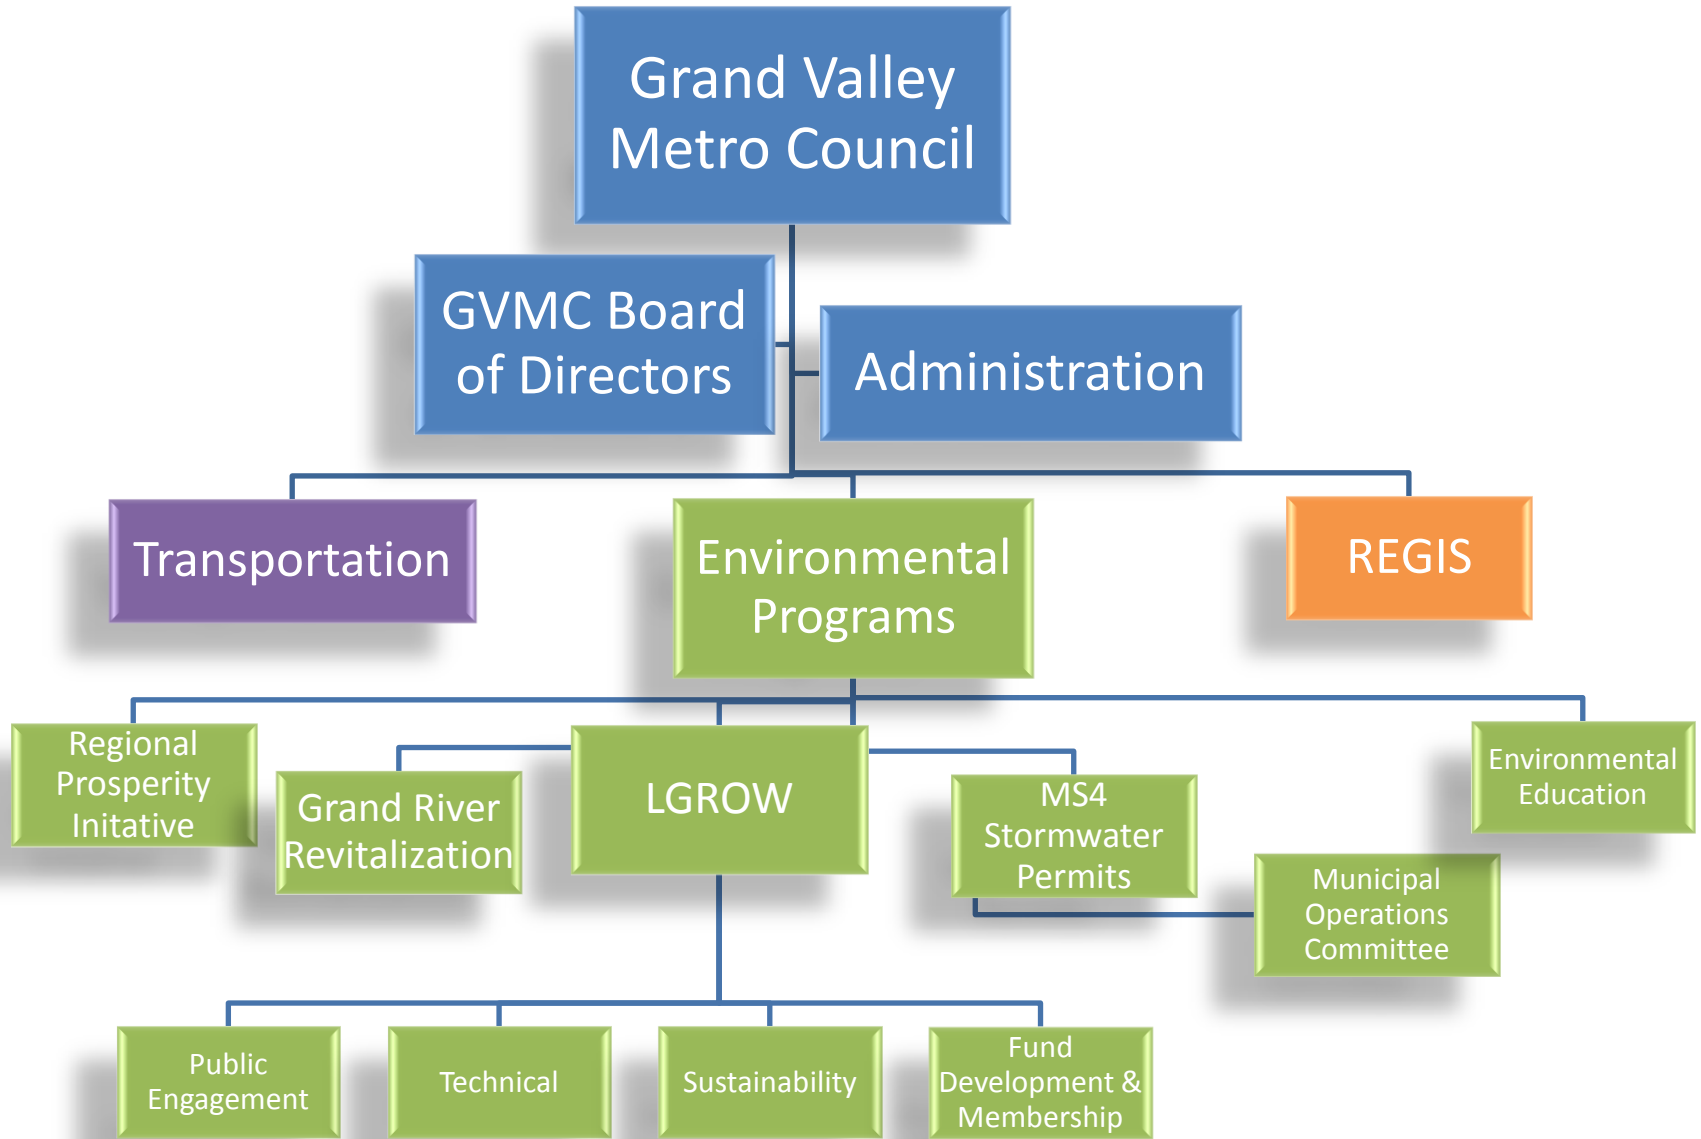 Grand Valley
Metro Council
GVMC Board
of Directors
Administration
Transportation
Environmental
Programs
REGIS
Regional
Prosperity
Initative
Grand River
Revitalization
LGROW
MS4
Stormwater
Permits
Environmental
Education
Municipal
Operations
Committee
Public
Engagement
Technical
Sustainability
Fund
Development &
Membership